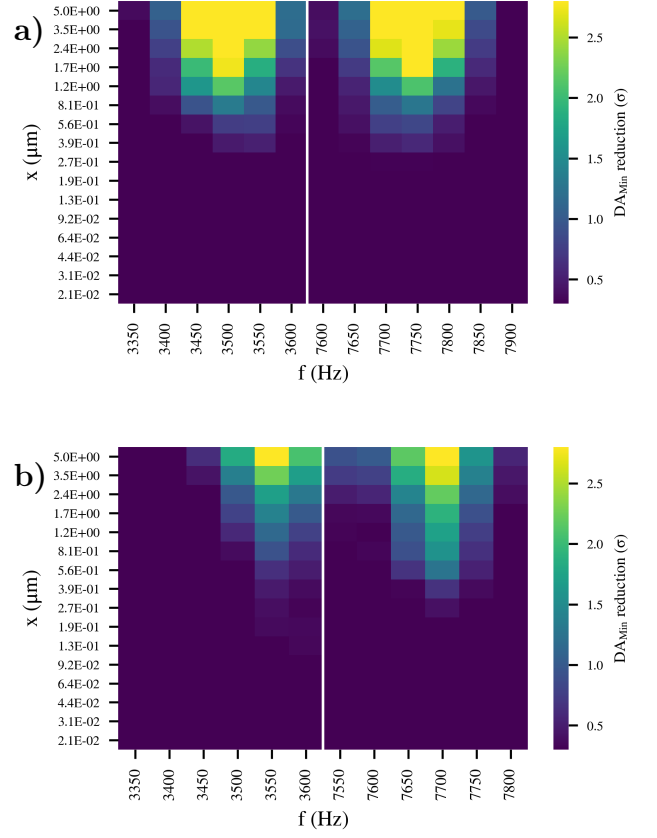 a)
x (μm)
5.0E+00
3.5E+00
2.4E+00
1.7E+00
1.2E+00
8.1E-01
5.6E-01
3.9E-01
2.7E-01
1.9E-01
1.3E-01
9.2E-02
6.4E-02
4.4E-02
3.1E-02
2.1E-02
3350 3400 3450 3500 3550 3600 7600 7650 7700 7750 7800 7850 7900
f (Hz)
2.5
2.0
1.5
1.0
0.5
DAMin reduction (σ)
b)
x (μm)
5.0E+00
3.5E+00
2.4E+00
1.7E+00
1.2E+00
8.1E-01
5.6E-01
3.9E-01
2.7E-01
1.9E-01
1.3E-01
9.2E-02
6.4E-02
4.4E-02
3.1E-02
2.1E-02
3350 3400 3450 3500 3550 3600 7550 7600 7650 7700 7750 7800
f (Hz)
2.5
2.0
1.5
1.0
0.5
DAMin reduction (σ)